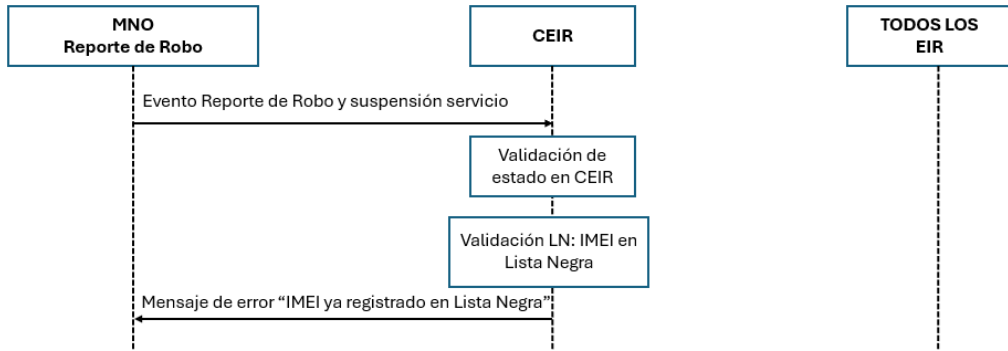 MNO
Reporte de Robo
CEIR
TODOS LOS
EIR
Evento Reporte de Robo y suspensión servicio
Validación de
estado en CEIR
Validación LN: IMEI en
Lista Negra
Mensaje de error “IMEI ya registrado en Lista Negra”